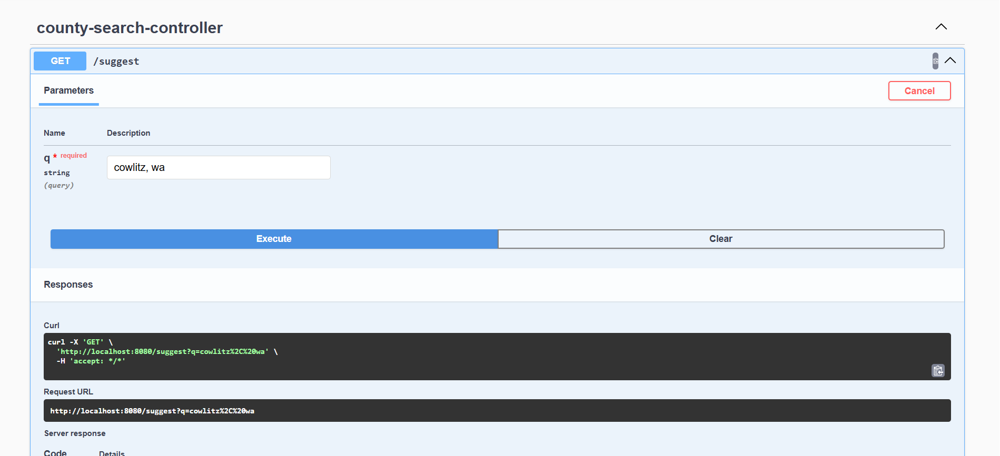 county-search-controller
GET /suggest
Parameters
Cancel
Name Description
q * required
string
(query)
cowlitz, wa
Execute Clear
Responses
Curl
curl -X 'GET' \
'http://localhost:8080/suggest?q=cowlitz%2C%20wa' \
-H 'accept: */*'
Request URL
http://localhost:8080/suggest?q=cowlitz%2C%20wa
Server response
Code Details